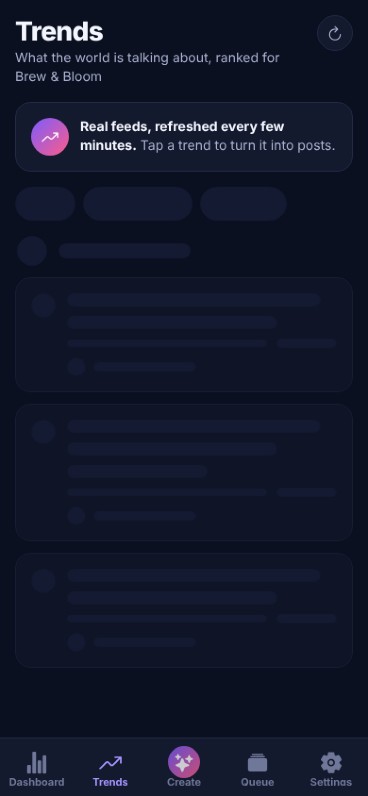 Trends
What the world is talking about, ranked for
Brew & Bloom
Real feeds, refreshed every few
minutes. Tap a trend to turn it into posts.
Dashboard
Trends
Create
Queue
Settings